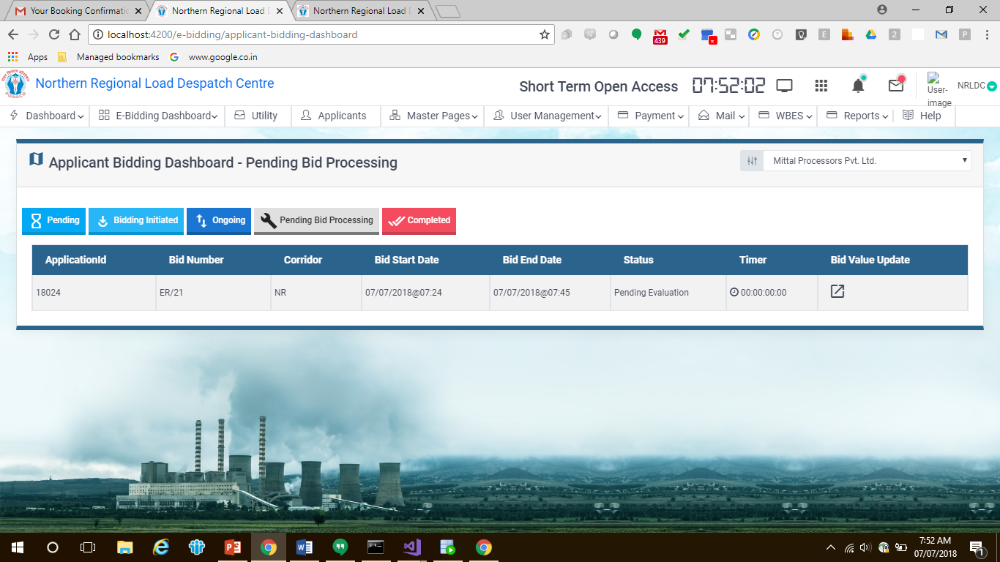 Your Booking Confirmatio
Northern Regional Load D
Northern Regional Load D
localhost:4200/e-bidding/applicant-bidding-dashboard
439
E
2
P
Apps
Managed bookmarks
www.google.co.in
POSOCO
Northern Regional Load Despatch Centre
Short Term Open Access
07:52:02
User-image
NRLDC
Dashboard
E-Bidding Dashboard
Utility
Applicants
Master Pages
User Management
Payment
Mail
WBES
Reports
Help
Applicant Bidding Dashboard - Pending Bid Processing
Mittal Processors Pvt. Ltd.
Pending
Bidding Initiated
Ongoing
Pending Bid Processing
Completed
ApplicationId Bid Number Corridor Bid Start Date Bid End Date Status Timer Bid Value Update
18024 ER/21 NR 07/07/2018@07:24 07/07/2018@07:45 Pending Evaluation 00:00:00:00
7:52 AM
07/07/2018
1